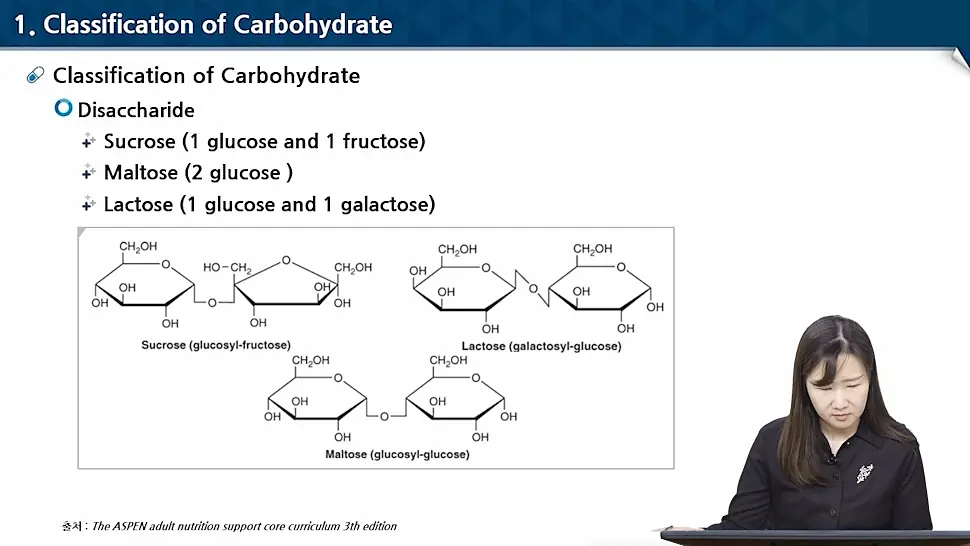 1. Classification of Carbohydrate
Classification of Carbohydrate
Disaccharide
Sucrose (1 glucose and 1 fructose)
Maltose (2 glucose )
Lactose (1 glucose and 1 galactose)
CH₂OH
O
OH
OH
OH
O
HO–CH₂
O
CH₂OH
OH
OH
OH
Sucrose (glucosyl-fructose)
CH₂OH
OH
O
OH
OH
O
CH₂OH
O
OH
OH
OH
Lactose (galactosyl-glucose)
CH₂OH
O
OH
OH
OH
O
CH₂OH
O
OH
OH
OH
Maltose (glucosyl-glucose)
출처 : The ASPEN adult nutrition support core curriculum 3th edition